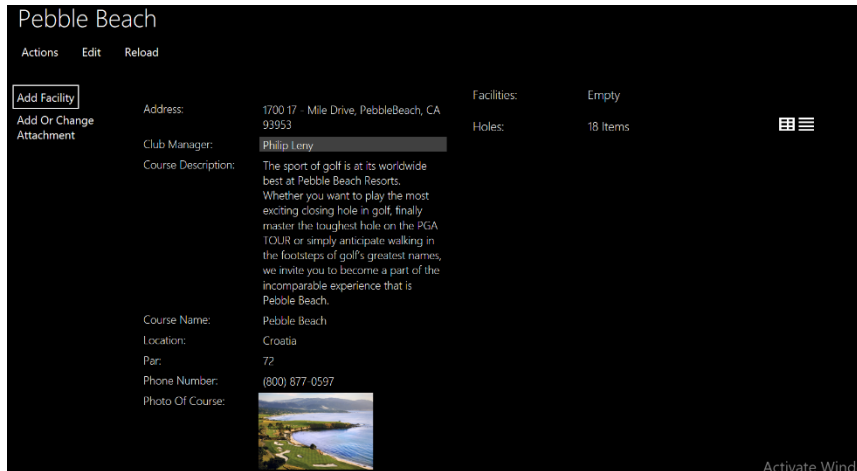 Pebble Beach
Actions Edit Reload
Add Facility
Add Or Change
Attachment
Address:
1700 17 - Mile Drive, PebbleBeach, CA
93953
Club Manager:
Philip Leny
Course Description:
The sport of golf is at its worldwide
best at Pebble Beach Resorts.
Whether you want to play the most
exciting closing hole in golf, finally
master the toughest hole on the PGA
TOUR or simply anticipate walking in
the footsteps of golf's greatest names,
we invite you to become a part of the
incomparable experience that is
Pebble Beach.
Course Name:
Pebble Beach
Location:
Croatia
Par:
72
Phone Number:
(800) 877-0597
Photo Of Course:
Facilities:
Empty
Holes:
18 Items
Activate Wind